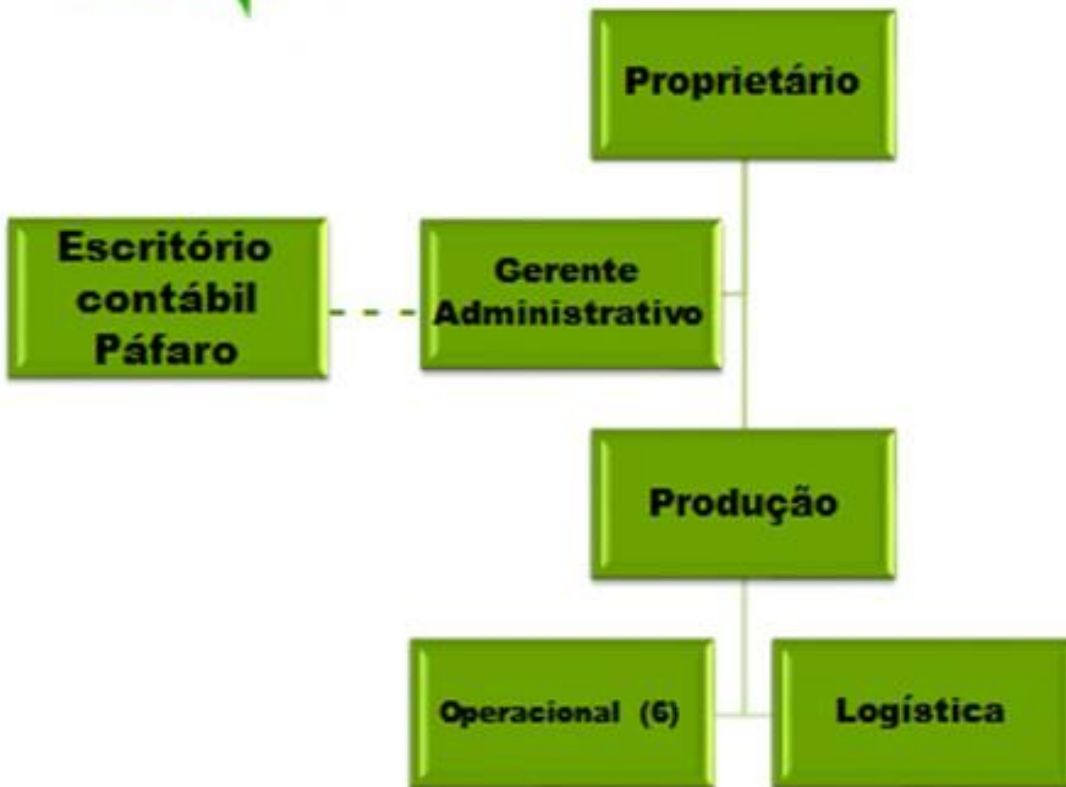 Proprietário
Escritório
contábil
Páfaro
Gerente
Administrativo
Produção
Operacional (6)
Logística